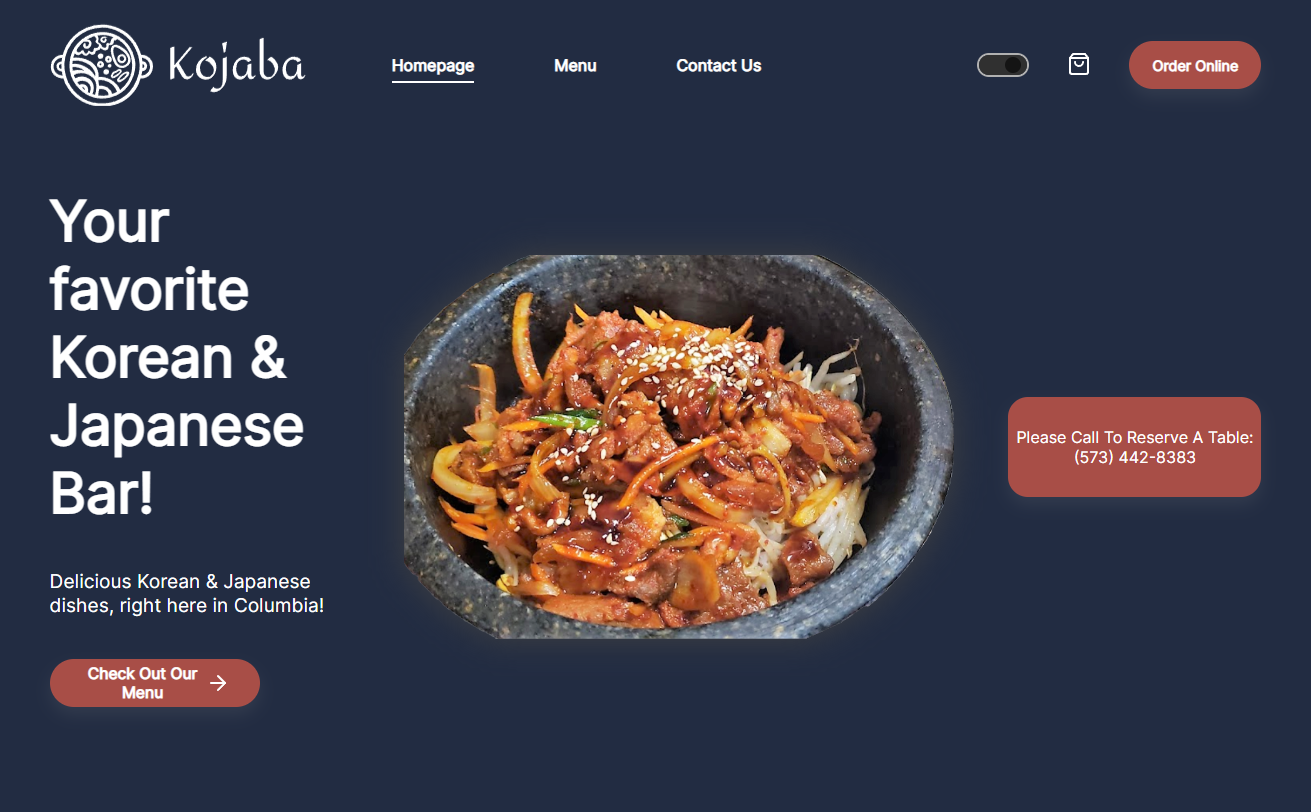 Kojaba
Homepage
Menu
Contact Us
Order Online
Your
favorite
Korean &
Japanese
Bar!
Delicious Korean & Japanese
dishes, right here in Columbia!
Check Out Our
Menu
Please Call To Reserve A Table:
(573) 442-8383